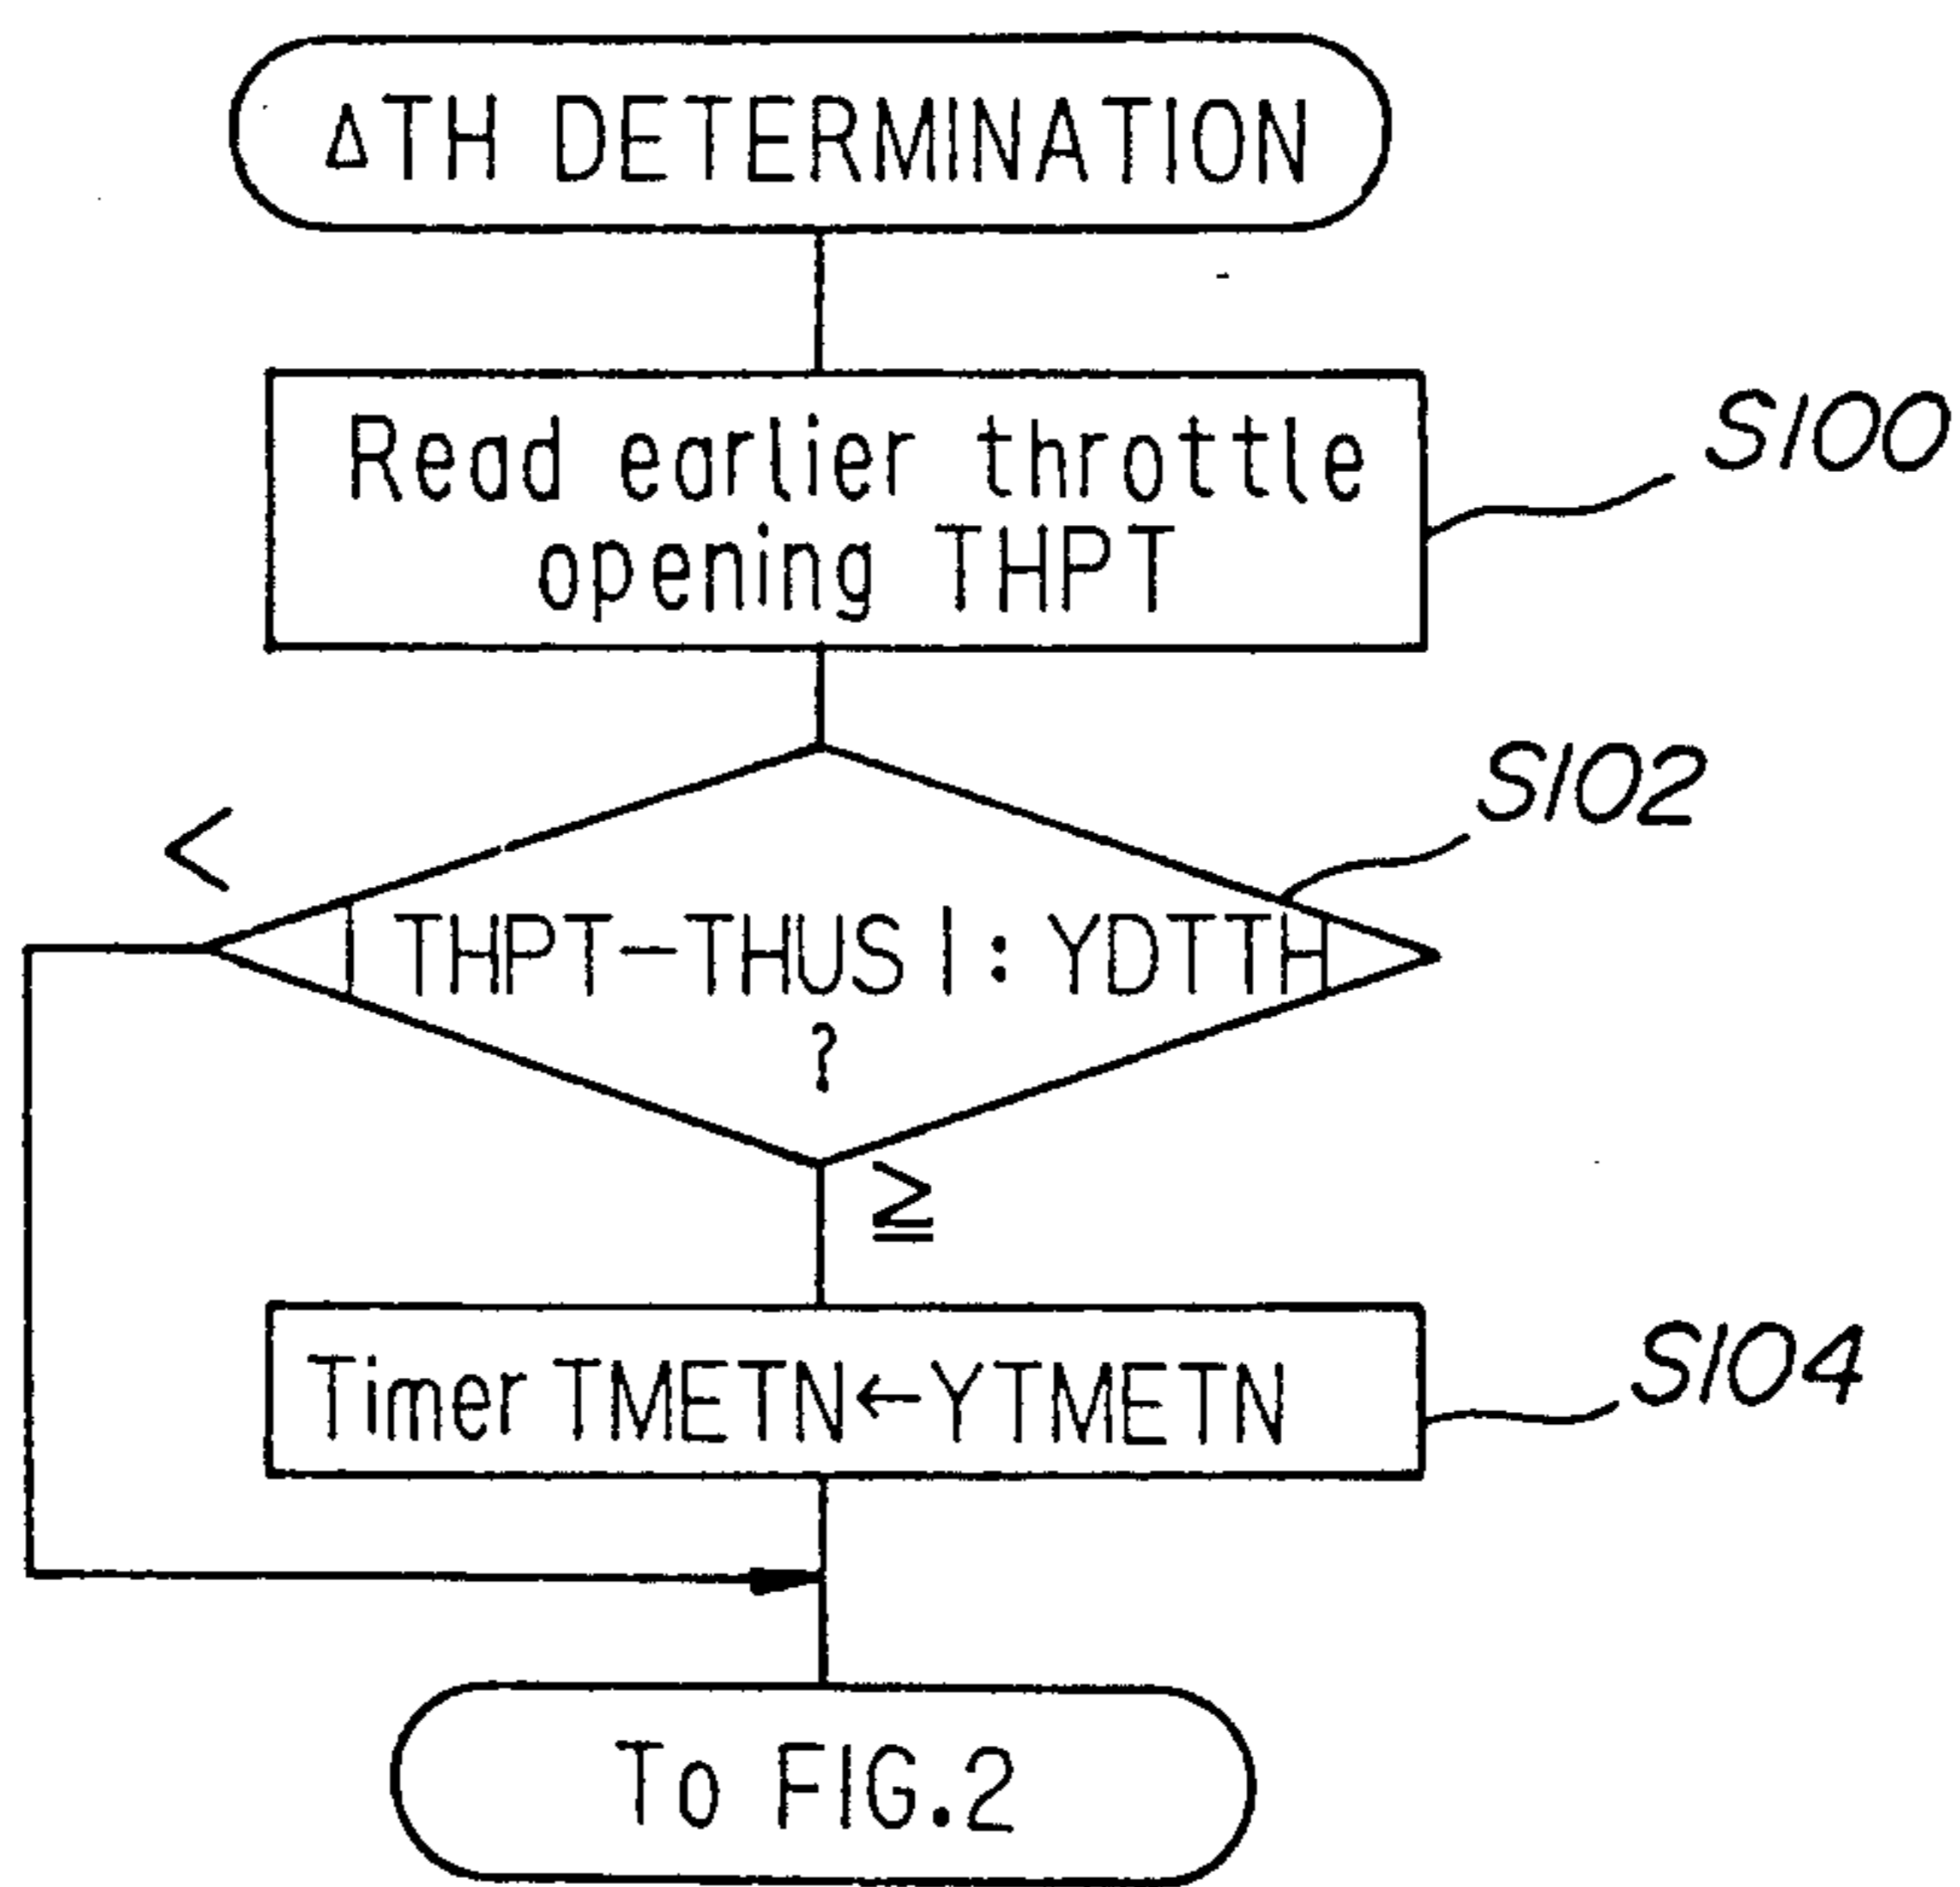 ΔTH DETERMINATION
Read earlier throttle
opening THPT
S100
S102
<
| THPT-THUS | : YDTTH
?
≧
Timer TMETN←YTMETN
S104
To FIG.2